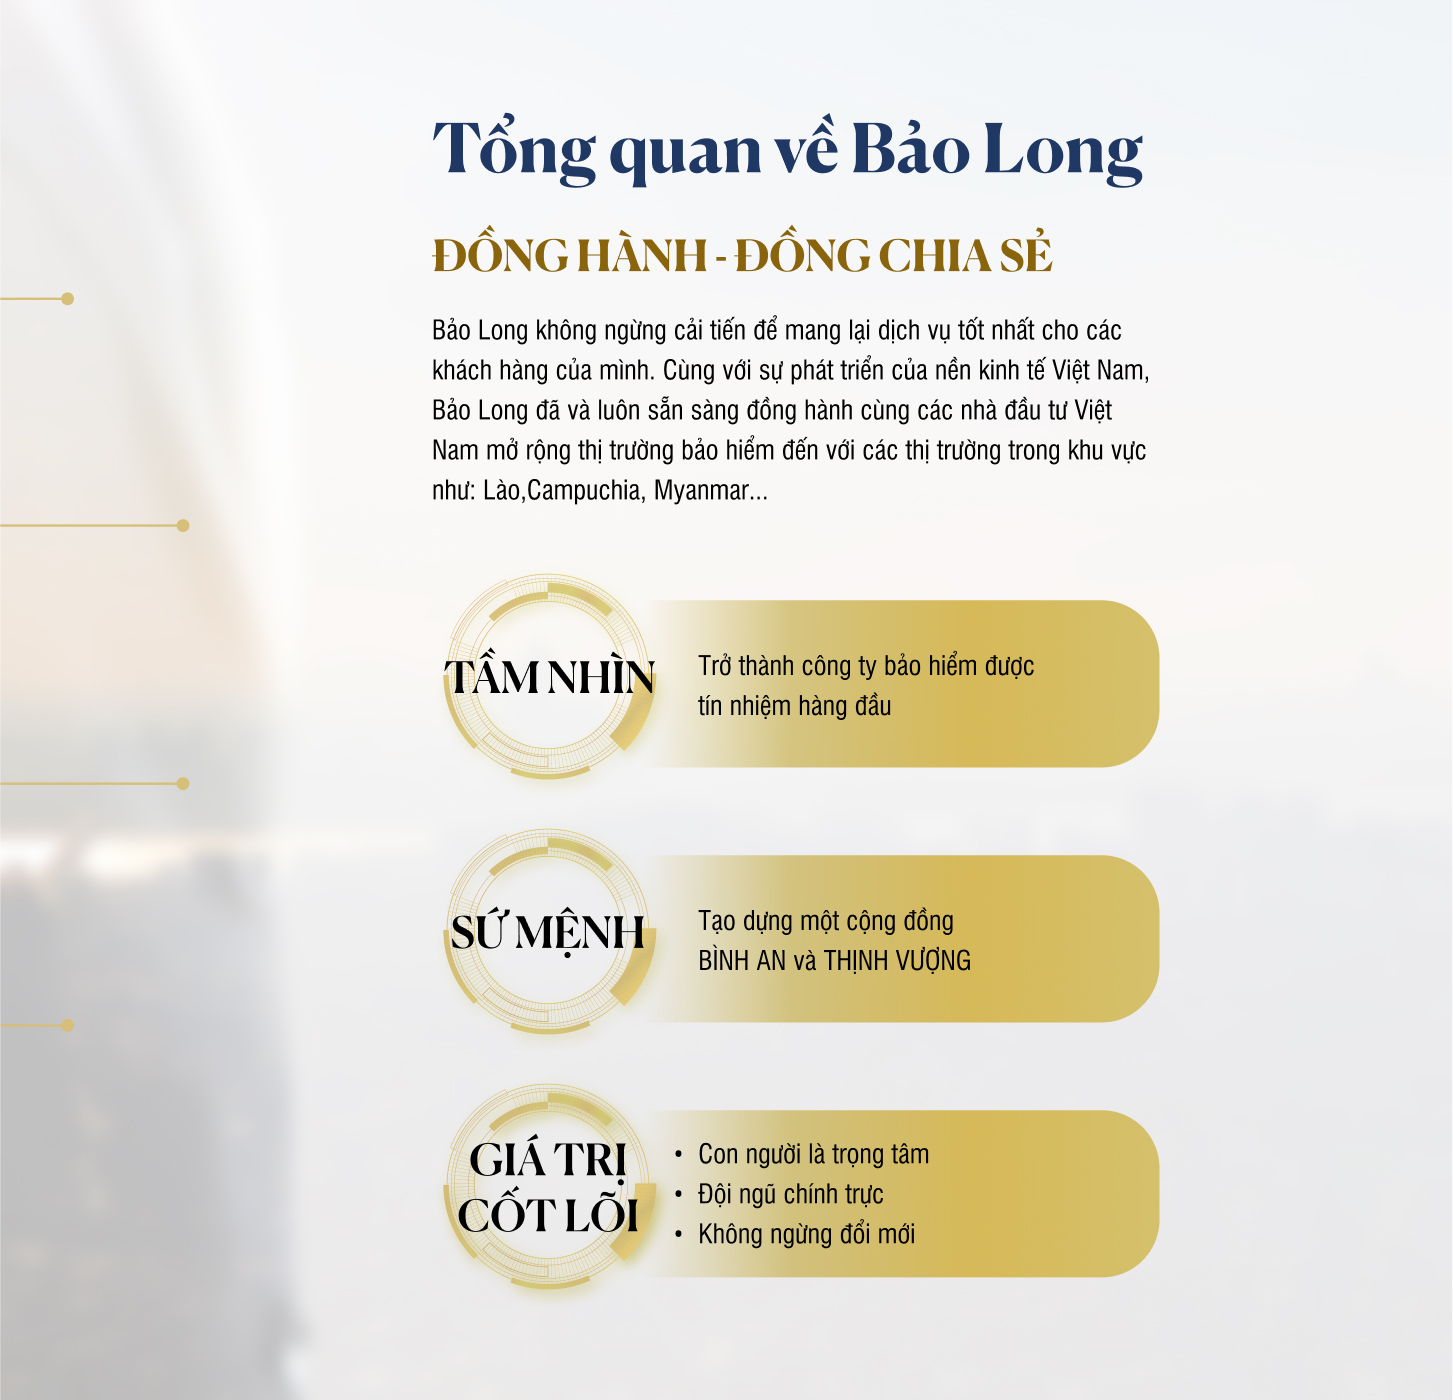 Tổng quan về Bảo Long
ĐỒNG HÀNH - ĐỒNG CHIA SẺ
Bảo Long không ngừng cải tiến để mang lại dịch vụ tốt nhất cho các
khách hàng của mình. Cùng với sự phát triển của nền kinh tế Việt Nam,
Bảo Long đã và luôn sẵn sàng đồng hành cùng các nhà đầu tư Việt
Nam mở rộng thị trường bảo hiểm đến với các thị trường trong khu vực
như: Lào,Campuchia, Myanmar...
TẦM NHÌN
Trở thành công ty bảo hiểm được
tín nhiệm hàng đầu
SỨ MỆNH
Tạo dựng một cộng đồng
BÌNH AN và THỊNH VƯỢNG
GIÁ TRỊ
CỐT LÕI
• Con người là trọng tâm
• Đội ngũ chính trực
• Không ngừng đổi mới